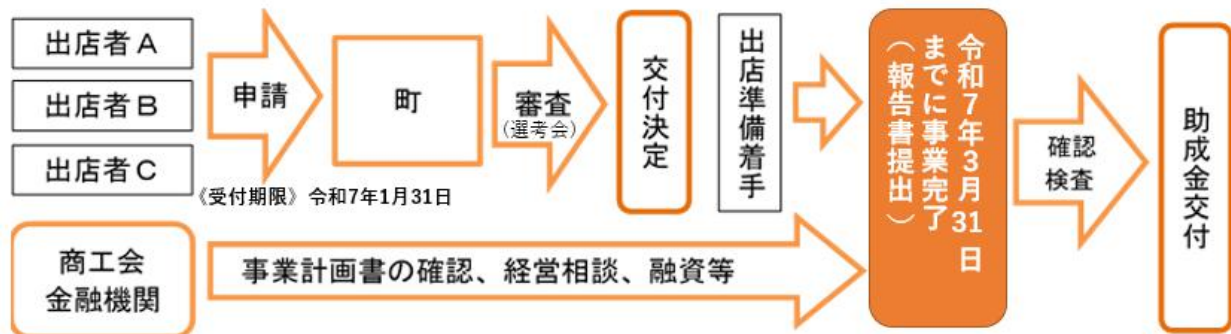 出店者A
出店者B
出店者C
申請
《受付期限》令和7年1月31日
町
審査
(選考会)
交付決定
出店準備着手
令和7年3月31日
までに事業完了
（報告書提出）
確認
検査
助成金交付
商工会
金融機関
事業計画書の確認、経営相談、融資等